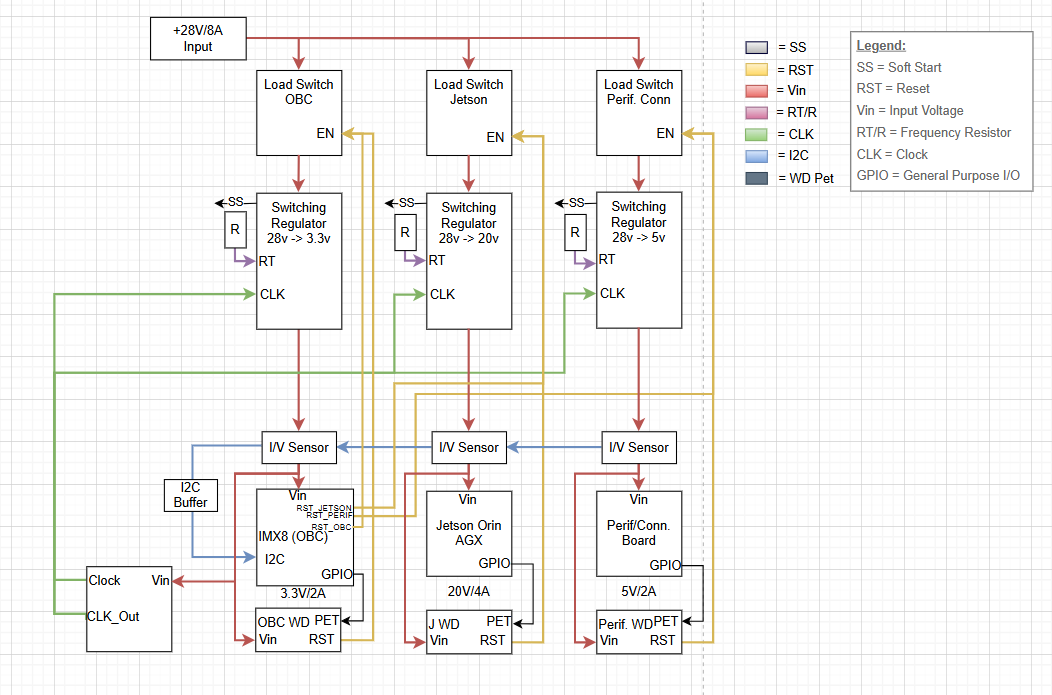 +28V/8A
Input
Load Switch
OBC
EN
Load Switch
Jetson
EN
Load Switch
Perif. Conn
EN
= SS
= RST
= Vin
= RT/R
= CLK
= I2C
= WD Pet
Legend:
SS = Soft Start
RST = Reset
Vin = Input Voltage
RT/R = Frequency Resistor
CLK = Clock
GPIO = General Purpose I/O
SS
R
Switching
Regulator
28v -> 3.3v
RT
CLK
SS
R
Switching
Regulator
28v -> 20v
RT
CLK
SS
R
Switching
Regulator
28v -> 5v
RT
CLK
I/V Sensor
I/V Sensor
I/V Sensor
I2C
Buffer
Vin
RST_JETSON
RST_PERIF
RST_OBC
IMX8 (OBC)
I2C
GPIO
3.3V/2A
Vin
Jetson Orin
AGX
GPIO
20V/4A
Vin
Perif/Conn.
Board
GPIO
5V/2A
Clock
Vin
CLK_Out
OBC WD
PET
Vin
RST
J WD
PET
Vin
RST
Perif. WD
PET
Vin
RST